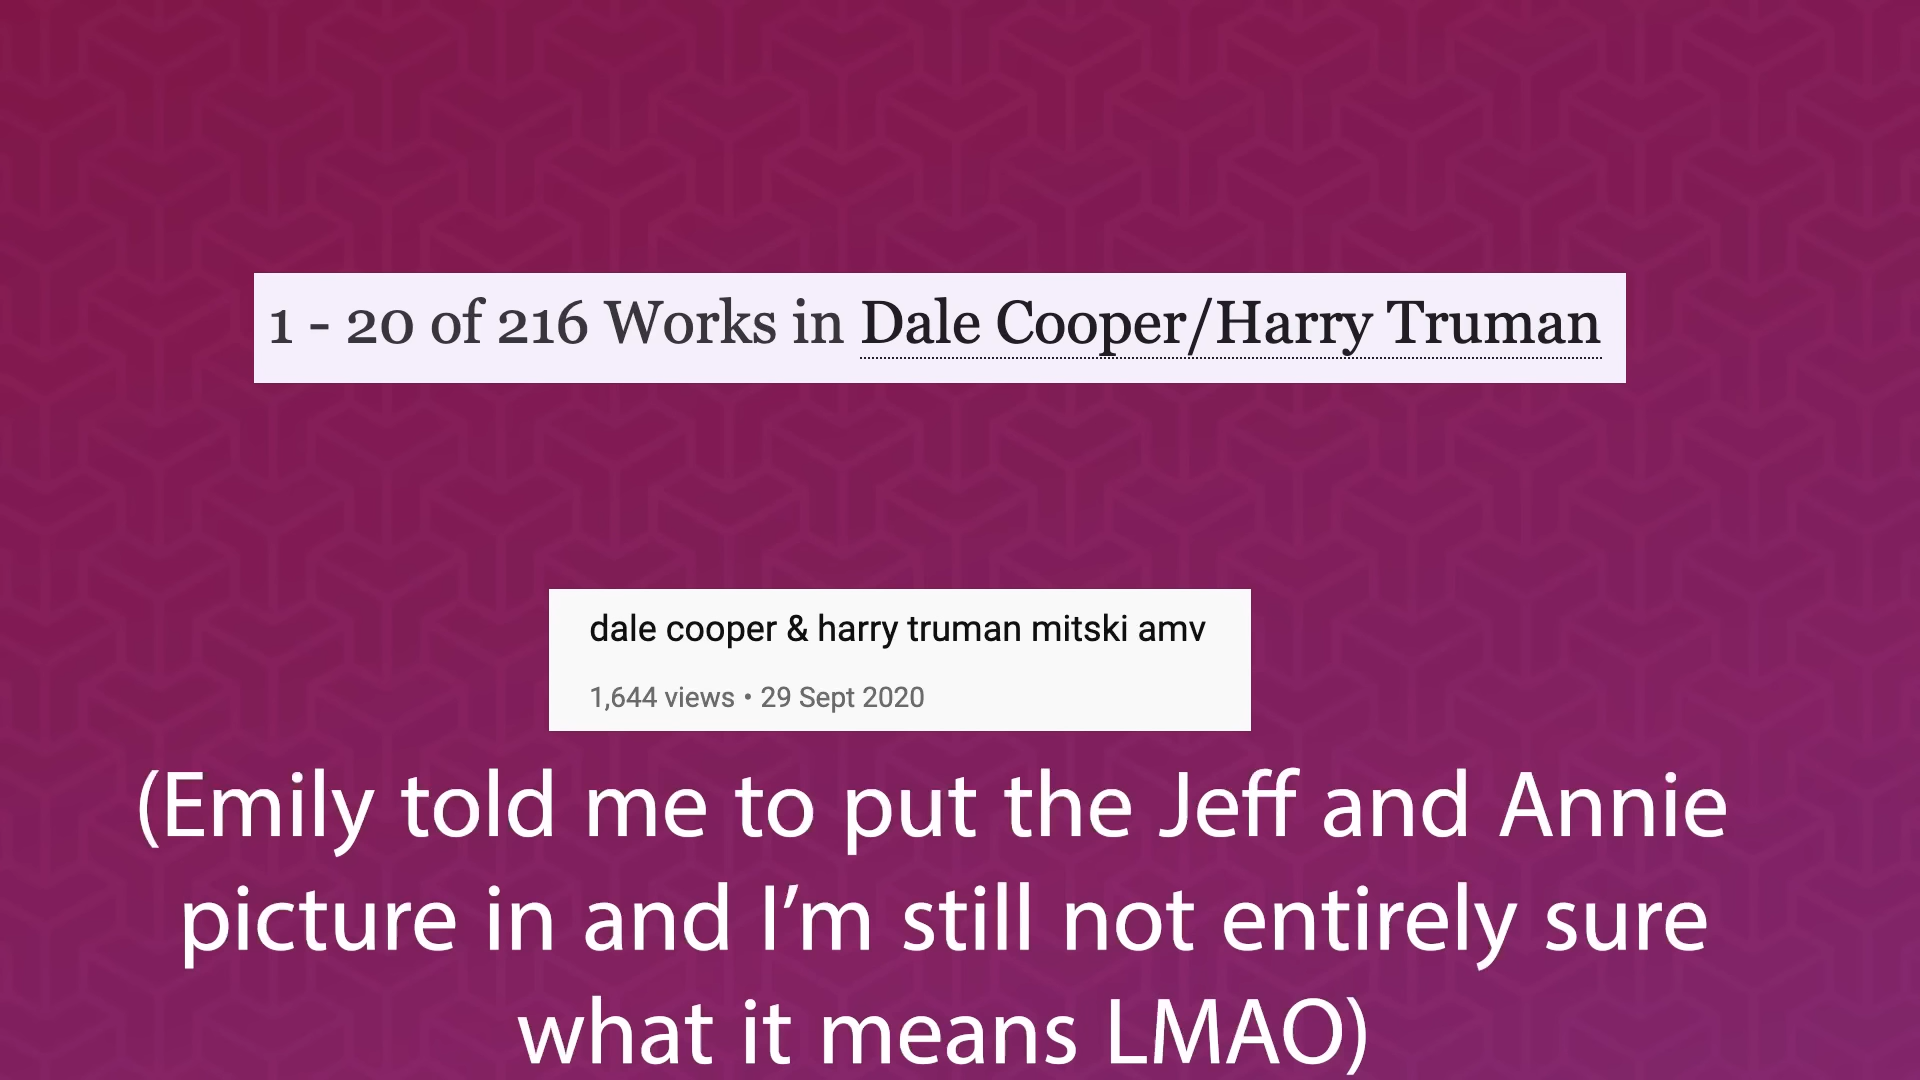 1 - 20 of 216 Works in Dale Cooper/Harry Truman
dale cooper & harry truman mitski amv
1,644 views • 29 Sept 2020
(Emily told me to put the Jeff and Annie
picture in and I’m still not entirely sure
what it means LMAO)